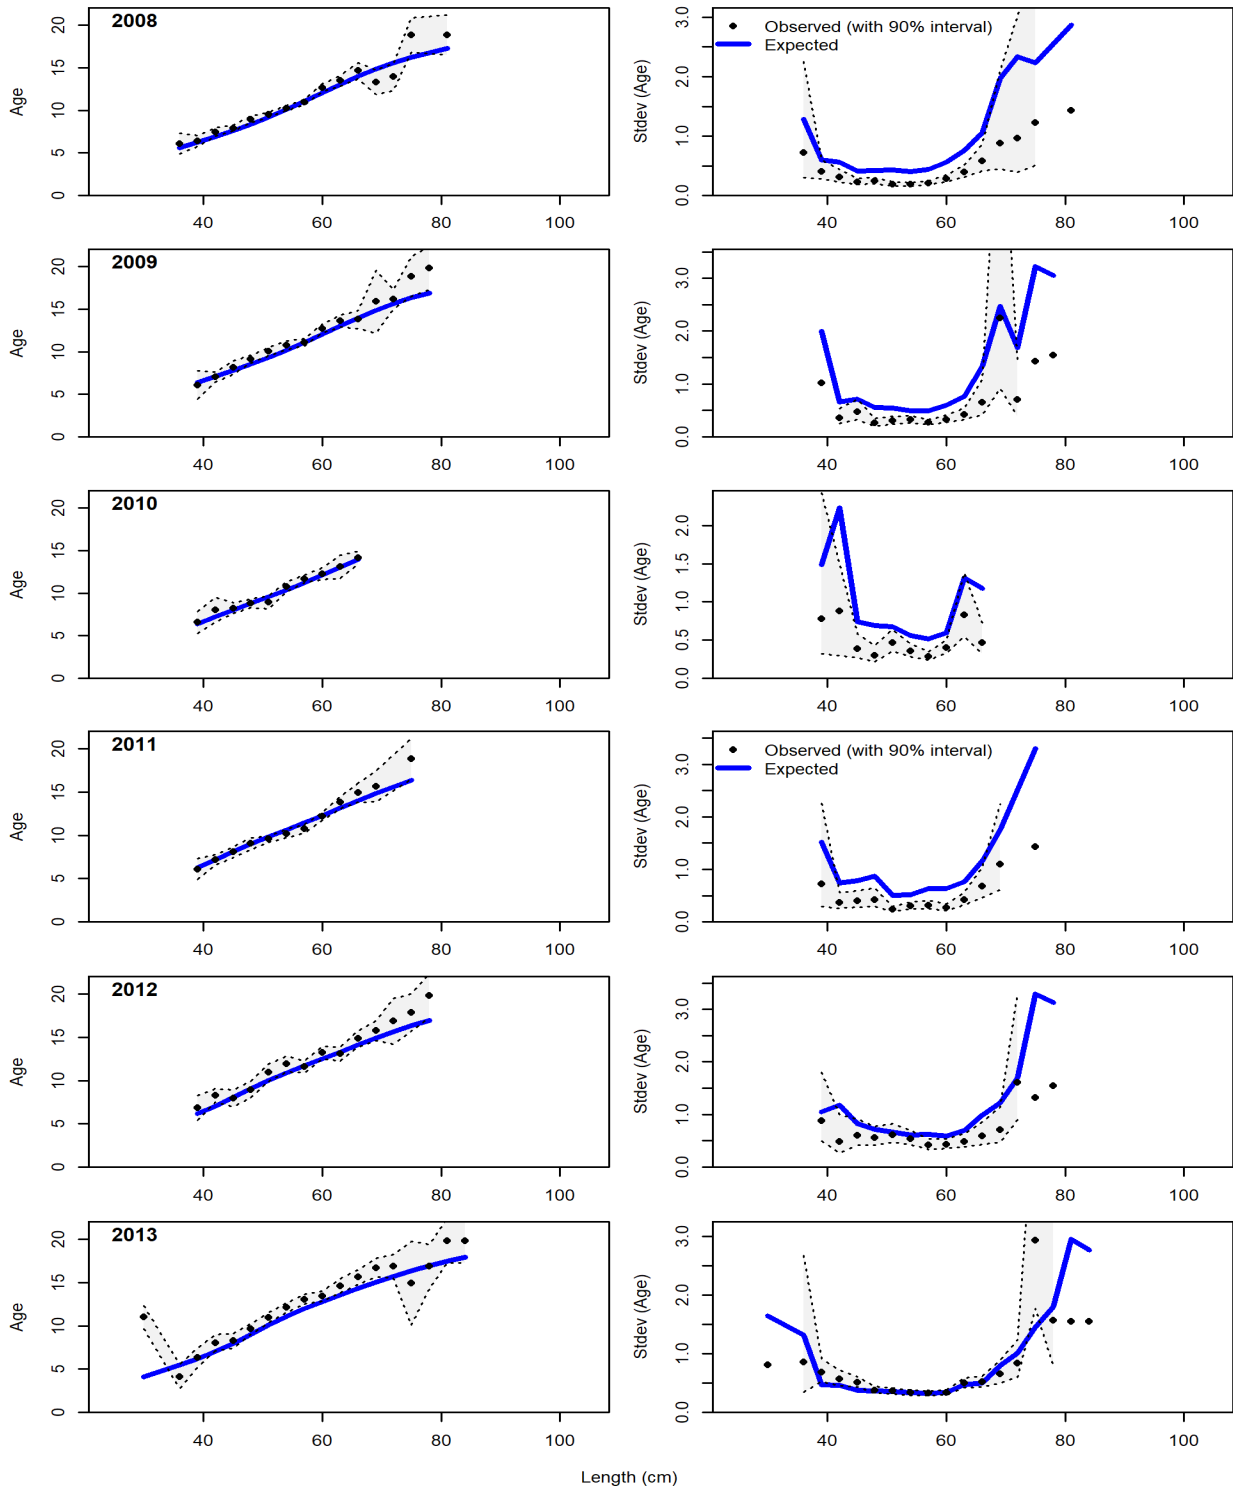 2008
Age
0 5 10 15 20
40 60 80 100
Stdev (Age)
0.0 1.0 2.0 3.0
Observed (with 90% interval)
Expected
40 60 80 100
2009
Age
0 5 10 15 20
40 60 80 100
Stdev (Age)
0.0 1.0 2.0 3.0
40 60 80 100
2010
Age
0 5 10 15 20
40 60 80 100
Stdev (Age)
0.0 0.5 1.0 1.5 2.0
40 60 80 100
2011
Age
0 5 10 15 20
40 60 80 100
Stdev (Age)
0.0 1.0 2.0 3.0
Observed (with 90% interval)
Expected
40 60 80 100
2012
Age
0 5 10 15 20
40 60 80 100
Stdev (Age)
0.0 1.0 2.0 3.0
40 60 80 100
2013
Age
0 5 10 15 20
40 60 80 100
Stdev (Age)
0.0 1.0 2.0 3.0
40 60 80 100
Length (cm)